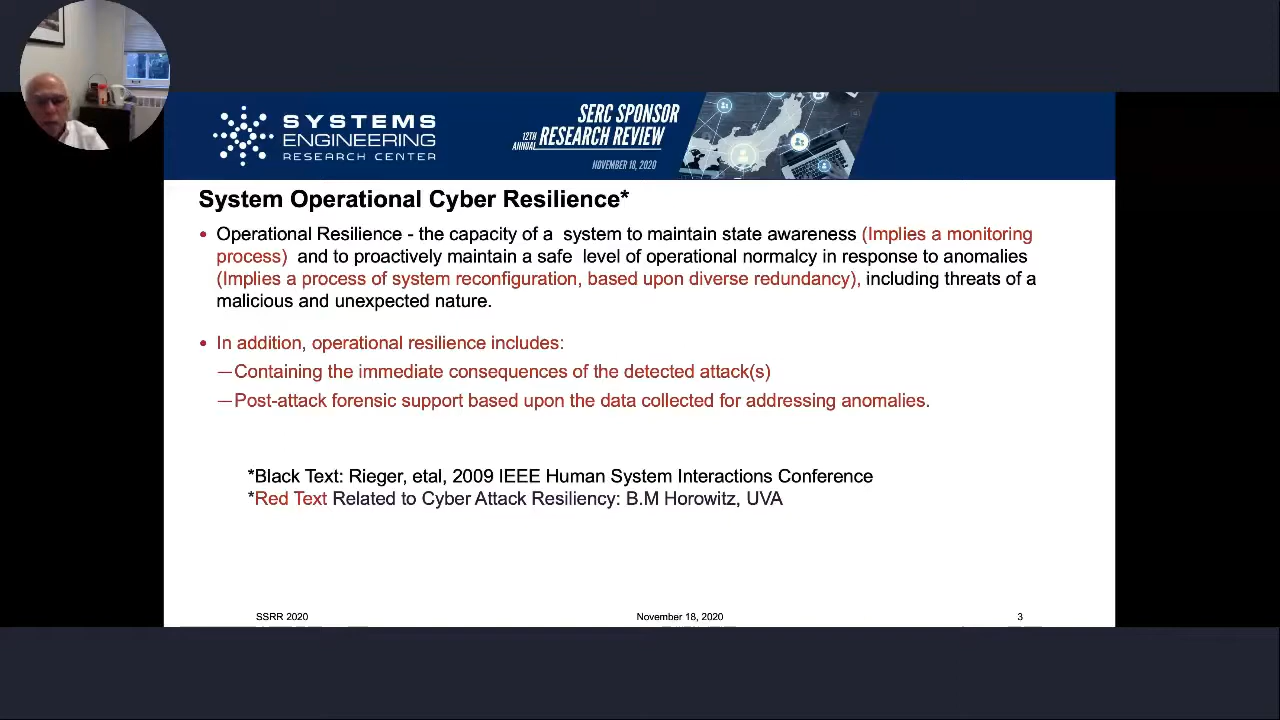 SYSTEMS
ENGINEERING
RESEARCH CENTER
12TH
ANNUAL
SERC SPONSOR
RESEARCH REVIEW
NOVEMBER 18, 2020
System Operational Cyber Resilience*
• Operational Resilience - the capacity of a system to maintain state awareness (Implies a monitoring
process) and to proactively maintain a safe level of operational normalcy in response to anomalies
(Implies a process of system reconfiguration, based upon diverse redundancy), including threats of a
malicious and unexpected nature.
• In addition, operational resilience includes:
—Containing the immediate consequences of the detected attack(s)
—Post-attack forensic support based upon the data collected for addressing anomalies.
*Black Text: Rieger, etal, 2009 IEEE Human System Interactions Conference
*Red Text Related to Cyber Attack Resiliency: B.M Horowitz, UVA
SSRR 2020
November 18, 2020
3